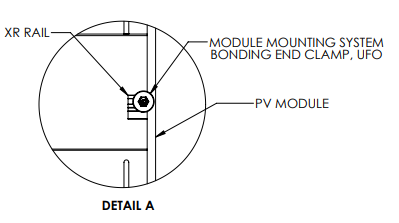 XR RAIL
MODULE MOUNTING SYSTEM
BONDING END CLAMP, UFO
PV MODULE
DETAIL A